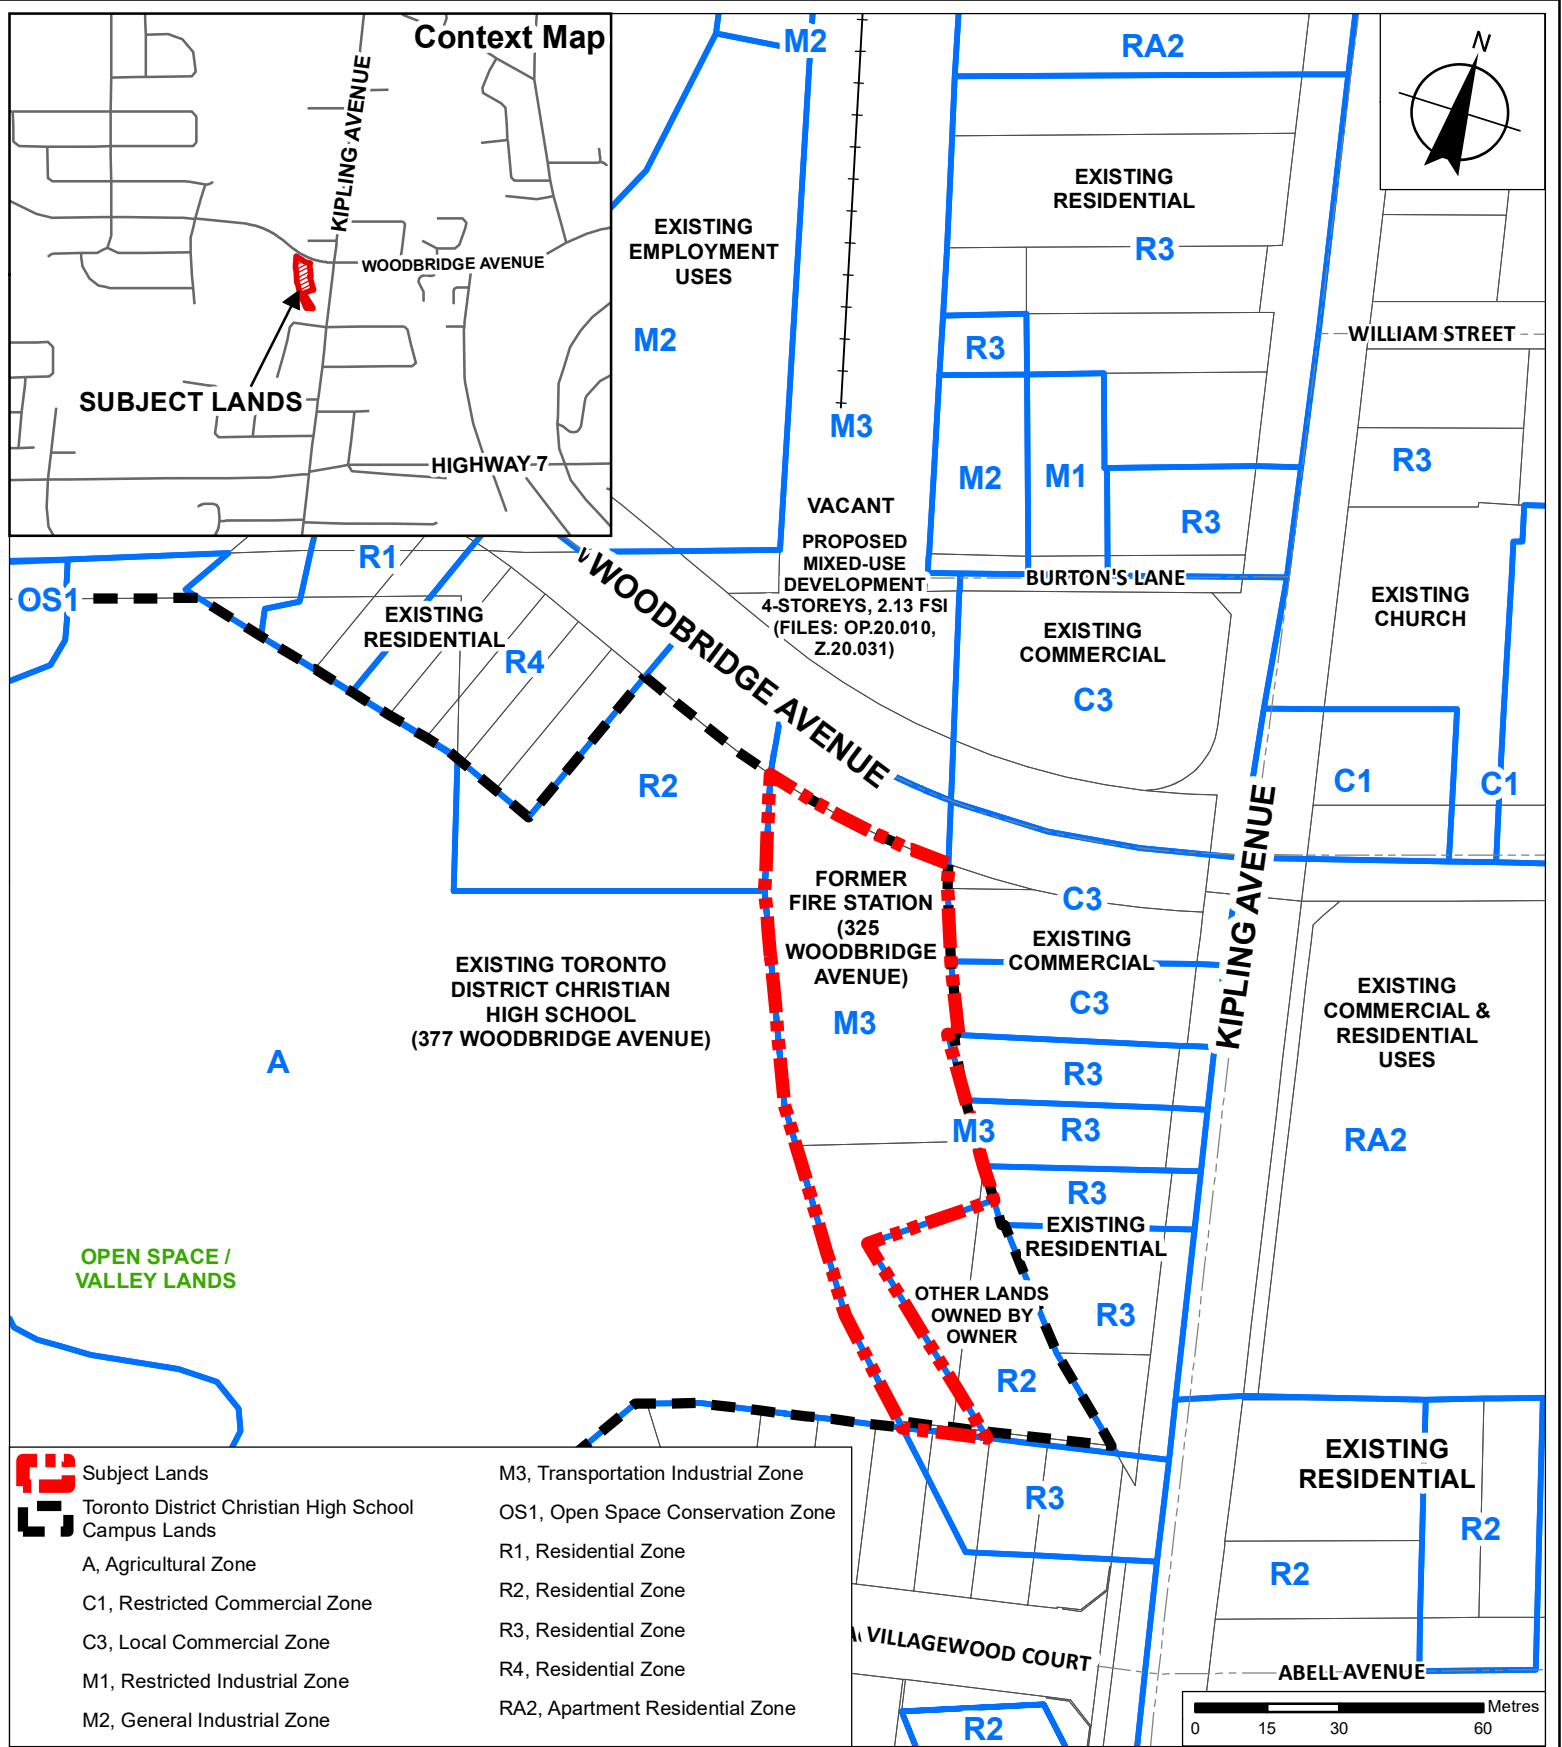 Context Map
KIPLING AVENUE
WOODBRIDGE AVENUE
SUBJECT LANDS
HIGHWAY 7
N
M2
RA2
EXISTING
RESIDENTIAL
R3
EXISTING
EMPLOYMENT
USES
M2
WILLIAM STREET
R3
M3
M2
M1
R3
R3
VACANT
PROPOSED
MIXED-USE
DEVELOPMENT
4-STOREYS, 2.13 FSI
(FILES: OP.20.010,
Z.20.031)
BURTON'S LANE
R1
OS1
EXISTING
RESIDENTIAL
R4
WOODBRIDGE AVENUE
EXISTING
COMMERCIAL
C3
EXISTING
CHURCH
R2
C1
C1
KIPLING AVENUE
FORMER
FIRE STATION
(325
WOODBRIDGE
AVENUE)
M3
C3
EXISTING
COMMERCIAL
C3
EXISTING TORONTO
DISTRICT CHRISTIAN
HIGH SCHOOL
(377 WOODBRIDGE AVENUE)
EXISTING
COMMERCIAL &
RESIDENTIAL
USES
A
R3
M3
R3
RA2
R3
EXISTING
RESIDENTIAL
OPEN SPACE /
VALLEY LANDS
OTHER LANDS
OWNED BY
OWNER
R3
R2
EXISTING
RESIDENTIAL
R3
R2
R2
VILLAGEWOOD COURT
ABELL AVENUE
R2
Subject Lands
Toronto District Christian High School
Campus Lands
A, Agricultural Zone
C1, Restricted Commercial Zone
C3, Local Commercial Zone
M1, Restricted Industrial Zone
M2, General Industrial Zone
M3, Transportation Industrial Zone
OS1, Open Space Conservation Zone
R1, Residential Zone
R2, Residential Zone
R3, Residential Zone
R4, Residential Zone
RA2, Apartment Residential Zone
Metres
0 15 30 60